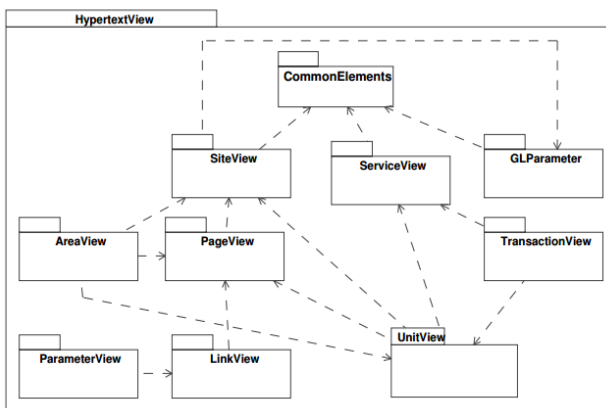 HypertextView
CommonElements
SiteView
ServiceView
GLParameter
AreaView
PageView
TransactionView
UnitView
ParameterView
LinkView